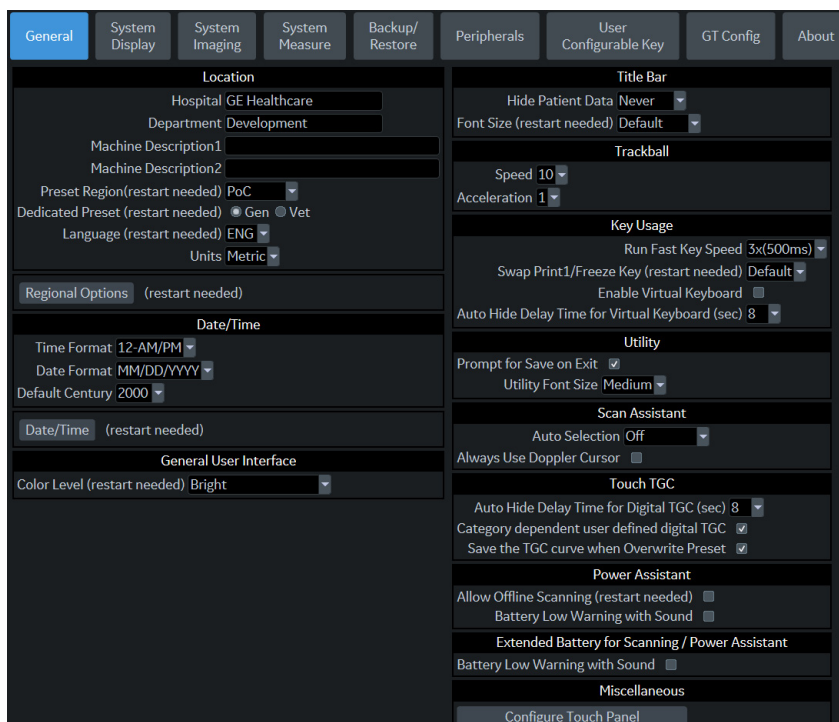 General
System
Display
System
Imaging
System
Measure
Backup/
Restore
Peripherals
User
Configurable Key
GT Config
About
Location
Hospital GE Healthcare
Department Development
Machine Description1
Machine Description2
Preset Region(restart needed) PoC
Dedicated Preset (restart needed) Gen Vet
Language (restart needed) ENG
Units Metric
Regional Options (restart needed)
Date/Time
Time Format 12-AM/PM
Date Format MM/DD/YYYY
Default Century 2000
Date/Time (restart needed)
General User Interface
Color Level (restart needed) Bright
Title Bar
Hide Patient Data Never
Font Size (restart needed) Default
Trackball
Speed 10
Acceleration 1
Key Usage
Run Fast Key Speed 3x(500ms)
Swap Print1/Freeze Key (restart needed) Default
Enable Virtual Keyboard
Auto Hide Delay Time for Virtual Keyboard (sec) 8
Utility
Prompt for Save on Exit
Utility Font Size Medium
Scan Assistant
Auto Selection Off
Always Use Doppler Cursor
Touch TGC
Auto Hide Delay Time for Digital TGC (sec) 8
Category dependent user defined digital TGC
Save the TGC curve when Overwrite Preset
Power Assistant
Allow Offline Scanning (restart needed)
Battery Low Warning with Sound
Extended Battery for Scanning / Power Assistant
Battery Low Warning with Sound
Miscellaneous
Configure Touch Panel